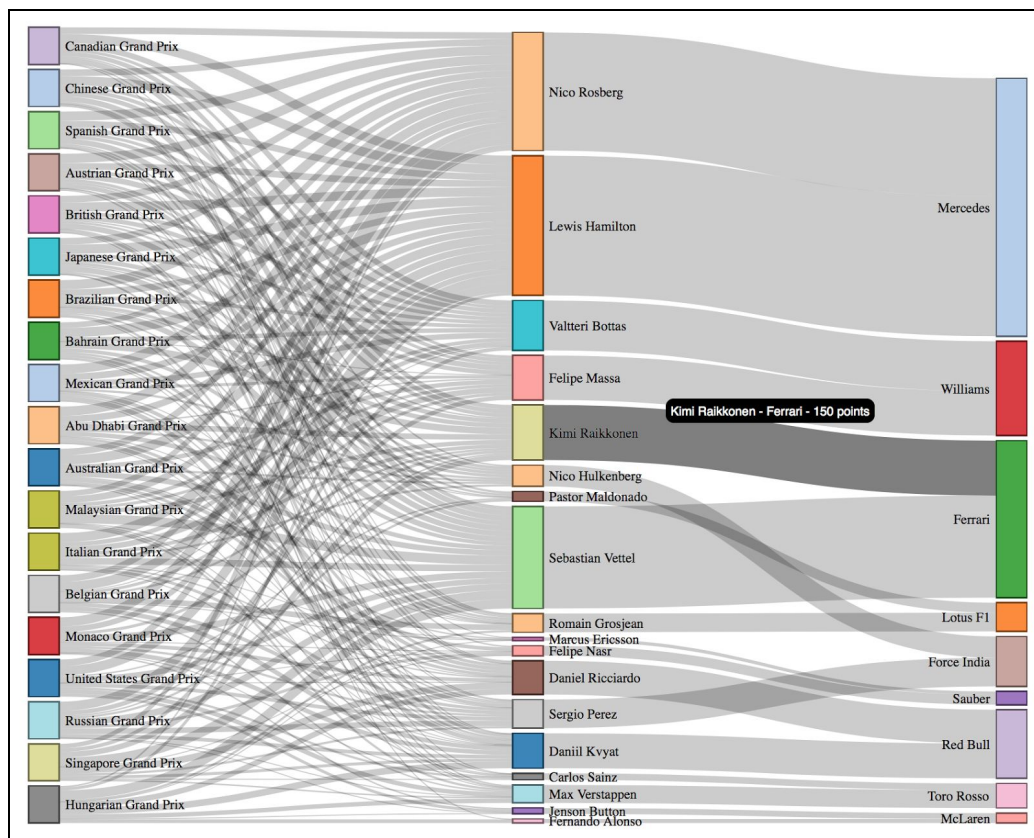 Canadian Grand Prix
Chinese Grand Prix
Spanish Grand Prix
Austrian Grand Prix
British Grand Prix
Japanese Grand Prix
Brazilian Grand Prix
Bahrain Grand Prix
Mexican Grand Prix
Abu Dhabi Grand Prix
Australian Grand Prix
Malaysian Grand Prix
Italian Grand Prix
Belgian Grand Prix
Monaco Grand Prix
United States Grand Prix
Russian Grand Prix
Singapore Grand Prix
Hungarian Grand Prix
Nico Rosberg
Lewis Hamilton
Valtteri Bottas
Felipe Massa
Kimi Raikkonen
Nico Hulkenberg
Pastor Maldonado
Sebastian Vettel
Romain Grosjean
Marcus Ericsson
Felipe Nasr
Daniel Ricciardo
Sergio Perez
Daniil Kvyat
Carlos Sainz
Max Verstappen
Jenson Button
Fernando Alonso
Kimi Raikkonen - Ferrari - 150 points
Mercedes
Williams
Ferrari
Lotus F1
Force India
Sauber
Red Bull
Toro Rosso
McLaren